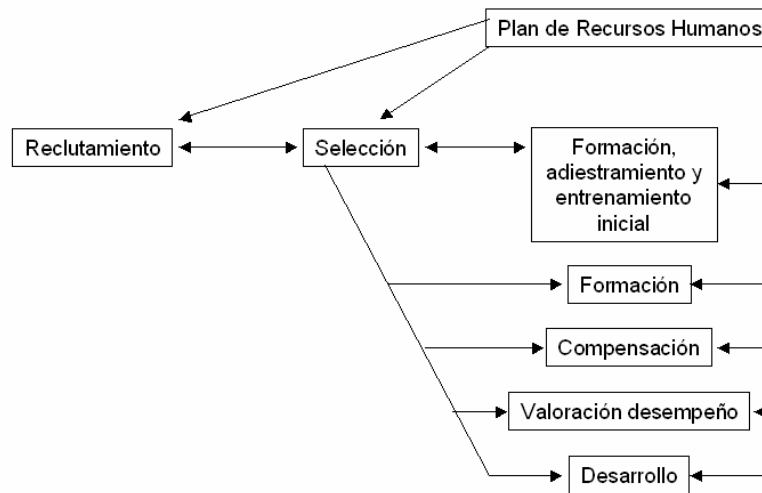 Plan de Recursos Humanos
Reclutamiento
Selección
Formación,
adiestramiento y
entrenamiento
inicial
Formación
Compensación
Valoración desempeño
Desarrollo